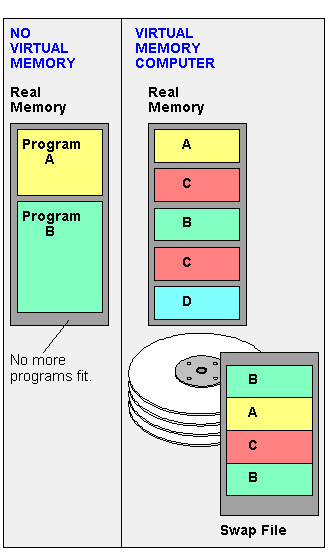 NO
VIRTUAL
MEMORY
Real
Memory
Program
A
Program
B
No more
programs fit.
VIRTUAL
MEMORY
COMPUTER
Real
Memory
A
C
B
C
D
B
A
C
B
Swap File